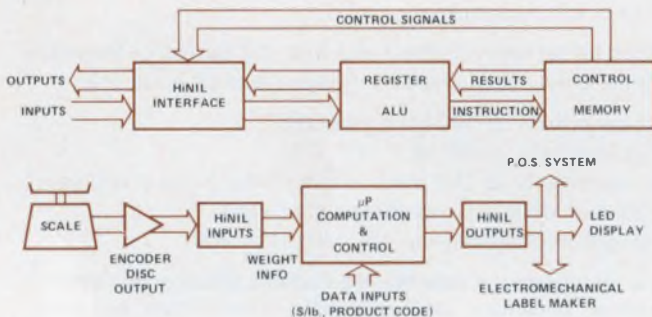 CONTROL SIGNALS
OUTPUTS
INPUTS
HiNIL
INTERFACE
REGISTER
ALU
RESULTS
INSTRUCTION
CONTROL
MEMORY
P.O.S. SYSTEM
SCALE
ENCODER
DISC
OUTPUT
HiNIL
INPUTS
WEIGHT
INFO
μP
COMPUTATION
&
CONTROL
DATA INPUTS
($/lb., PRODUCT CODE)
HiNIL
OUTPUTS
LED
DISPLAY
ELECTROMECHANICAL
LABEL MAKER